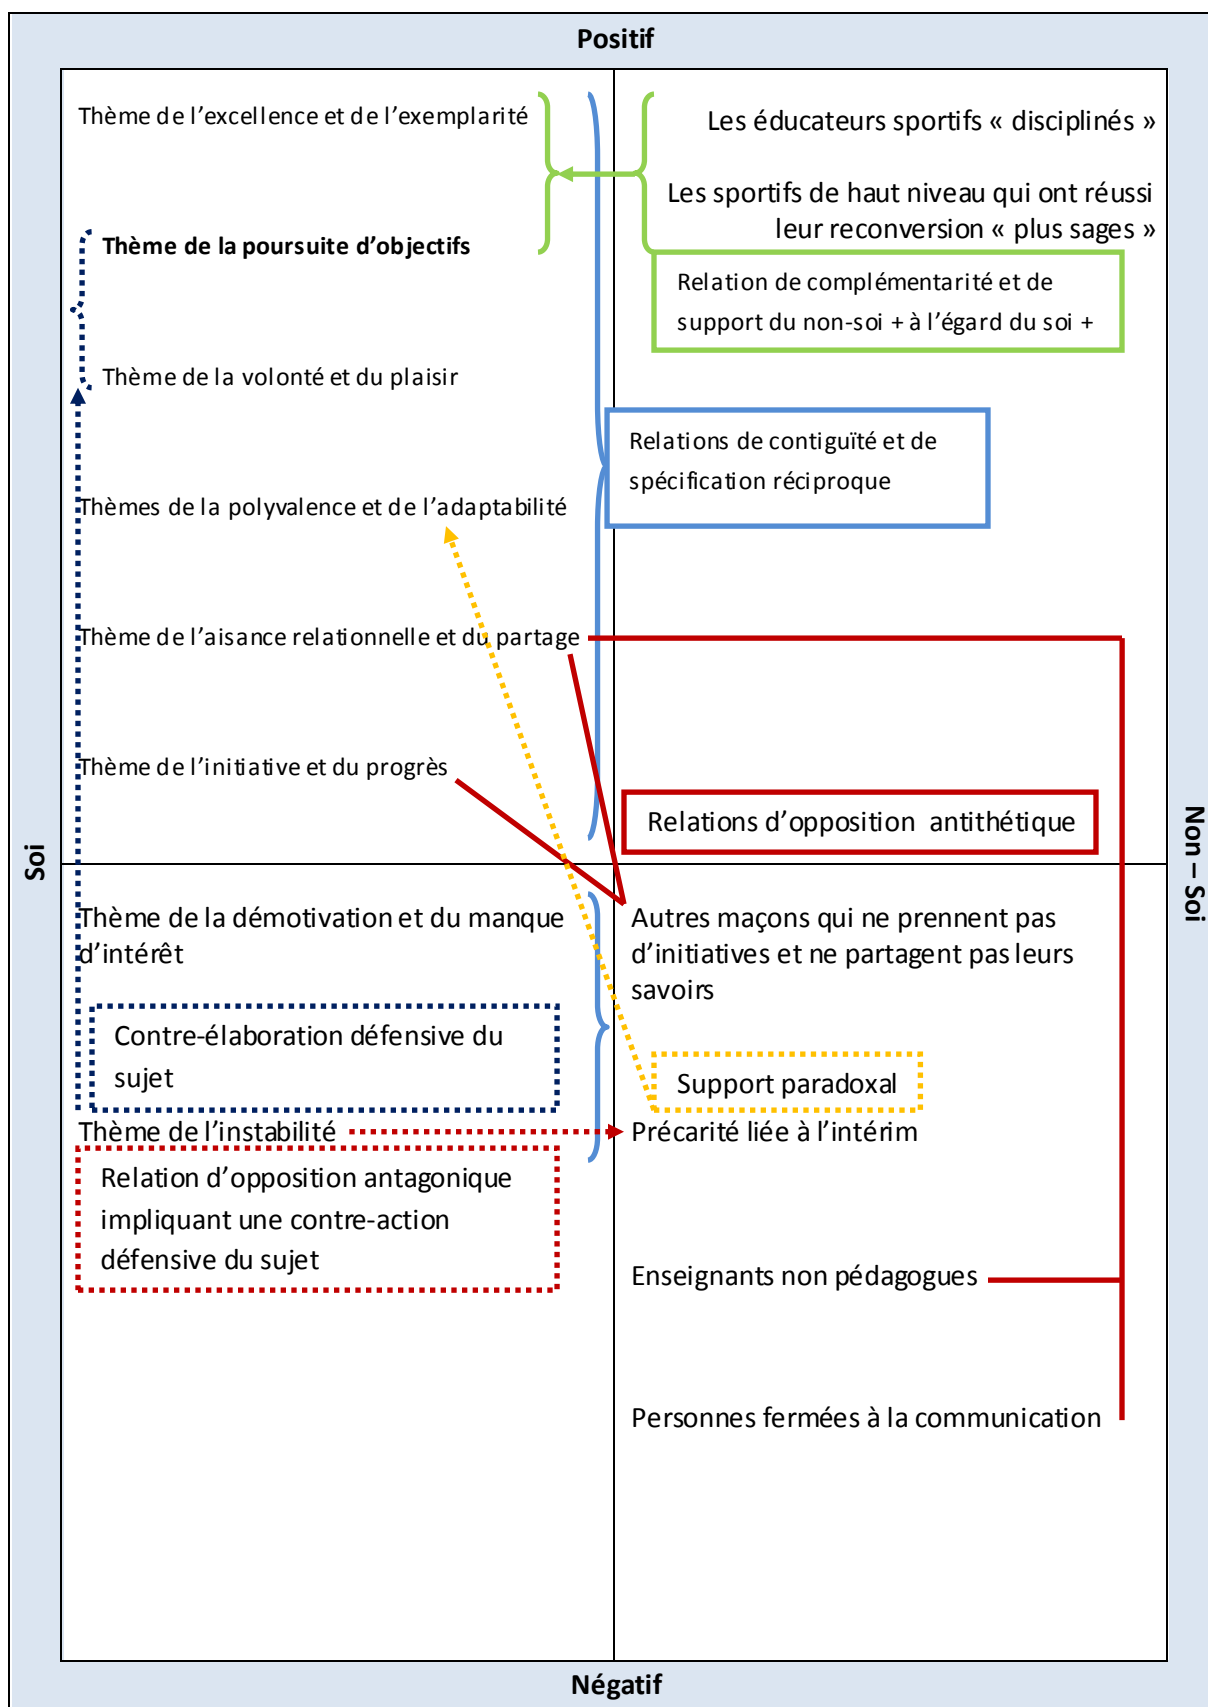 Positif
Thème de l’excellence et de l’exemplarité
Les éducateurs sportifs « disciplinés »
Les sportifs de haut niveau qui ont réussi
leur reconversion « plus sages »
Thème de la poursuite d’objectifs
Relation de complémentarité et de
support du non-soi + à l’égard du soi +
Thème de la volonté et du plaisir
Relations de contiguïté et de
spécification réciproque
Thèmes de la polyvalence et de l’adaptabilité
Thème de l’aisance relationnelle et du partage
Thème de l’initiative et du progrès
Relations d’opposition antithétique
Soi
Non – Soi
Thème de la démotivation et du manque
d’intérêt
Autres maçons qui ne prennent pas
d’initiatives et ne partagent pas leurs
savoirs
Contre-élaboration défensive du
sujet
Support paradoxal
Thème de l’instabilité
Précarité liée à l’intérim
Relation d’opposition antagonique
impliquant une contre-action
défensive du sujet
Enseignants non pédagogues
Personnes fermées à la communication
Négatif